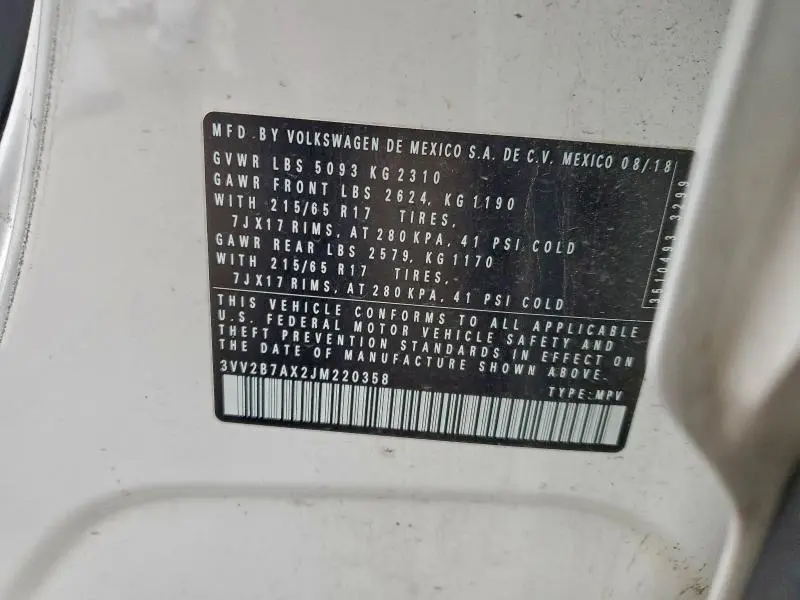 MFD. BY VOLKSWAGEN DE MEXICO S.A. DE C.V. MEXICO 08/18
GVWR LBS 5093 KG 2310
GAWR FRONT LBS 2624, KG 1190
WITH 215/65 R17 TIRES,
7JX17 RIMS, AT 280 KPA, 41 PSI COLD
GAWR REAR LBS 2579, KG 1170
WITH 215/65 R17 TIRES,
7JX17 RIMS, AT 280 KPA, 41 PSI COLD
THIS VEHICLE CONFORMS TO ALL APPLICABLE
U.S. FEDERAL MOTOR VEHICLE SAFETY AND
THEFT PREVENTION STANDARDS IN EFFECT ON
THE DATE OF MANUFACTURE SHOWN ABOVE.
3VV2B7AX2JM220358 TYPE: MPV
3510493 3299